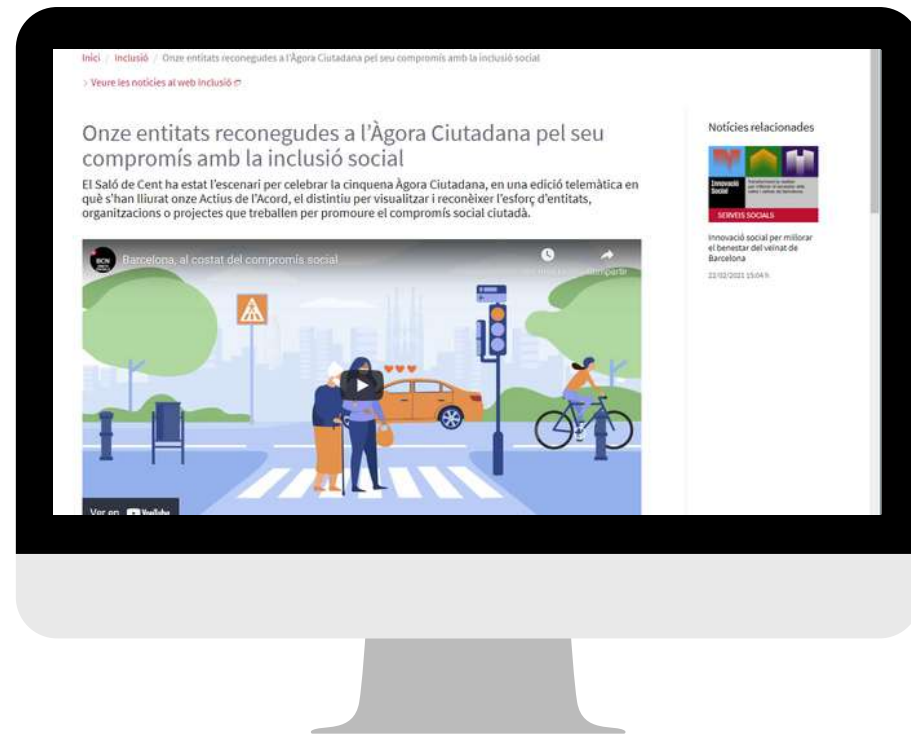 Inici / Inclusió / Onze entitats reconegudes a l'Àgora Ciutadana pel seu compromís amb la inclusió social
> Veure les notícies al web Inclusió
Onze entitats reconegudes a l'Àgora Ciutadana pel seu
compromís amb la inclusió social
El Saló de Cent ha estat l'escenari per celebrar la cinquena Àgora Ciutadana, en una edició telemàtica en
què s'han lliurat onze Actius de l'Acord, el distintiu per visualitzar i reconèixer l'esforç d'entitats,
organitzacions o projectes que treballen per promoure el compromís social ciutadà.
BCN
Barcelona, al costat del compromís social
compartir
Ver en YouTube
Notícies relacionades
Innovació
Social
SERVEIS SOCIALS
Innovació social per millorar
el benestar del veïnat de
Barcelona
22/02/2021 15:04 h